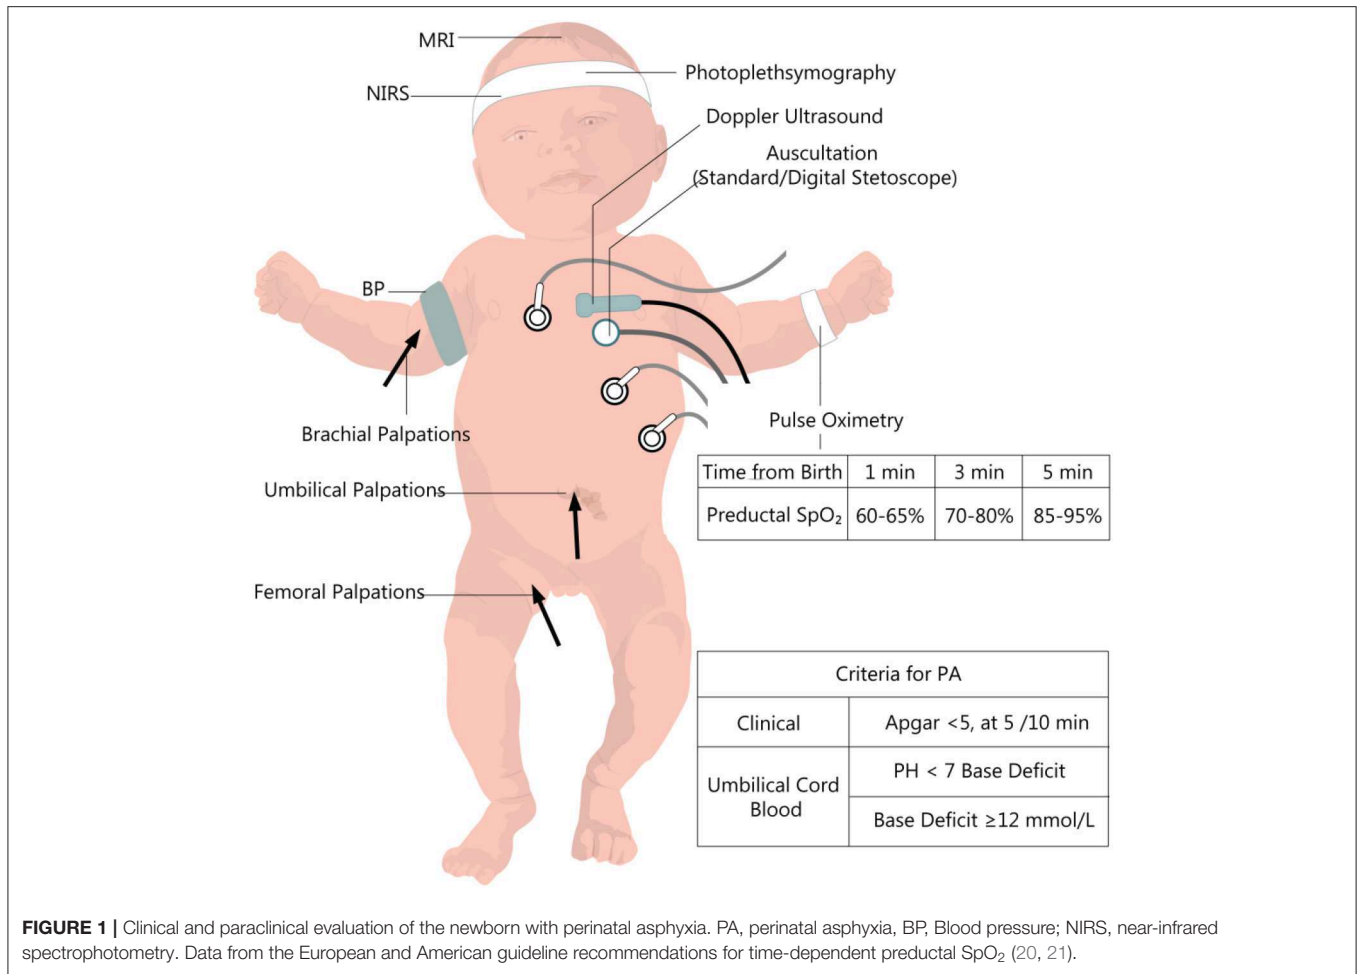 MRI
Photoplethsymography
NIRS
Doppler Ultrasound
Auscultation
(Standard/Digital Stetoscope)
BP
Brachial Palpations
Pulse Oximetry
Time from Birth 1 min 3 min 5 min
Preductal SpO₂ 60-65% 70-80% 85-95%
Umbilical Palpations
Femoral Palpations
Criteria for PA
Clinical Apgar <5, at 5 /10 min
Umbilical Cord
Blood
PH < 7 Base Deficit
Base Deficit ≥12 mmol/L
FIGURE 1 | Clinical and paraclinical evaluation of the newborn with perinatal asphyxia. PA, perinatal asphyxia, BP, Blood pressure; NIRS, near-infrared
spectrophotometry. Data from the European and American guideline recommendations for time-dependent preductal SpO₂ (20, 21).